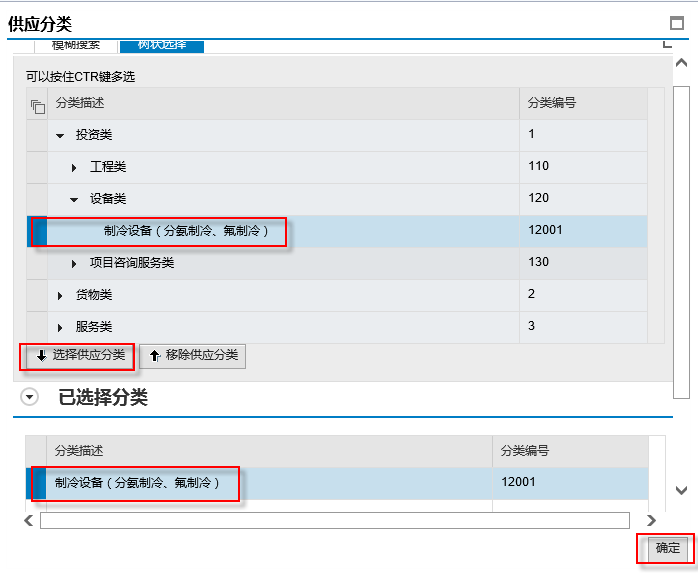 供应分类
模糊搜索 树状选择
可以按住CTR键多选
分类描述 分类编号
投资类 1
工程类 110
设备类 120
制冷设备（分氨制冷、氟制冷） 12001
项目咨询服务类 130
货物类 2
服务类 3
选择供应分类 移除供应分类
已选择分类
分类描述 分类编号
制冷设备（分氨制冷、氟制冷） 12001
确定